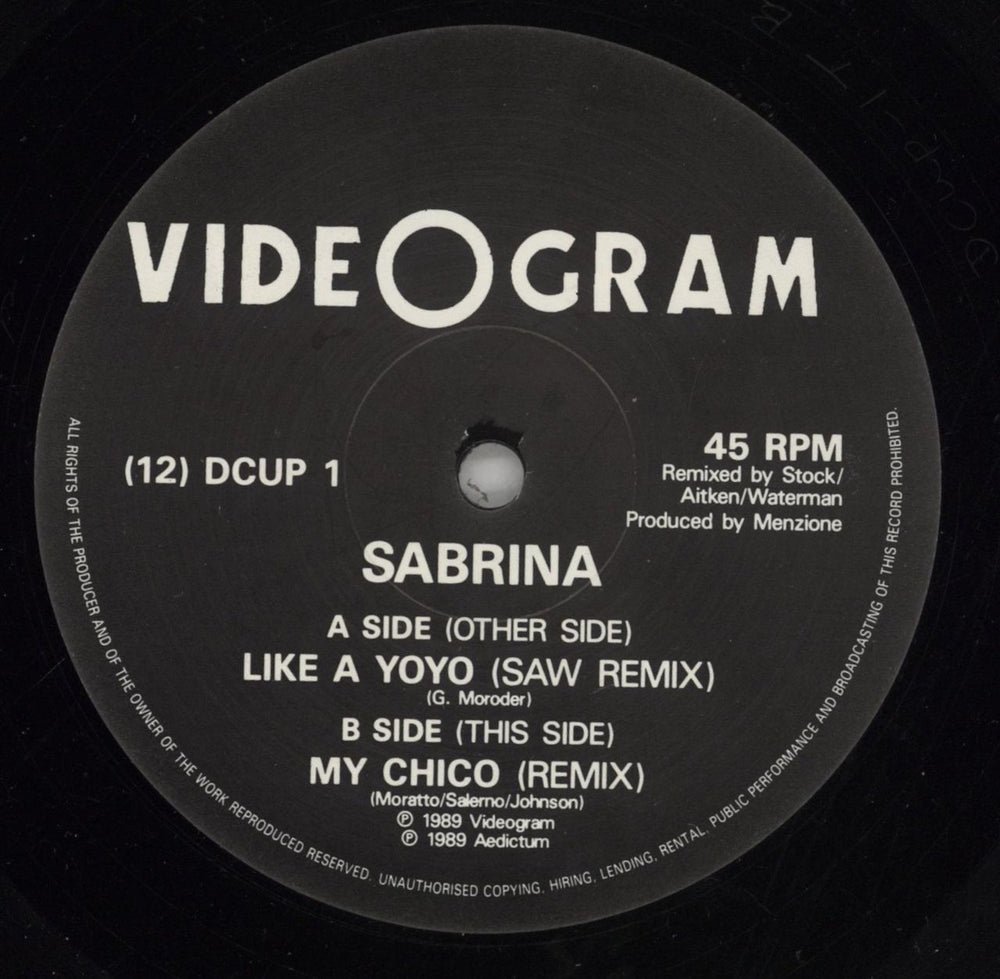 VIDEOGRAM
(12) DCUP 1
45 RPM
Remixed by Stock/
Aitken/Waterman
Produced by Menzione
SABRINA
A SIDE (OTHER SIDE)
LIKE A YOYO (SAW REMIX)
(G. Moroder)
B SIDE (THIS SIDE)
MY CHICO (REMIX)
(Moratto/Salerno/Johnson)
℗ 1989 Videogram
℗ 1989 Aedictum
ALL RIGHTS OF THE PRODUCER AND OF THE OWNER OF THE WORK REPRODUCED RESERVED. UNAUTHORISED COPYING, HIRING, LENDING, RENTAL, PUBLIC PERFORMANCE AND BROADCASTING OF THIS RECORD PROHIBITED.